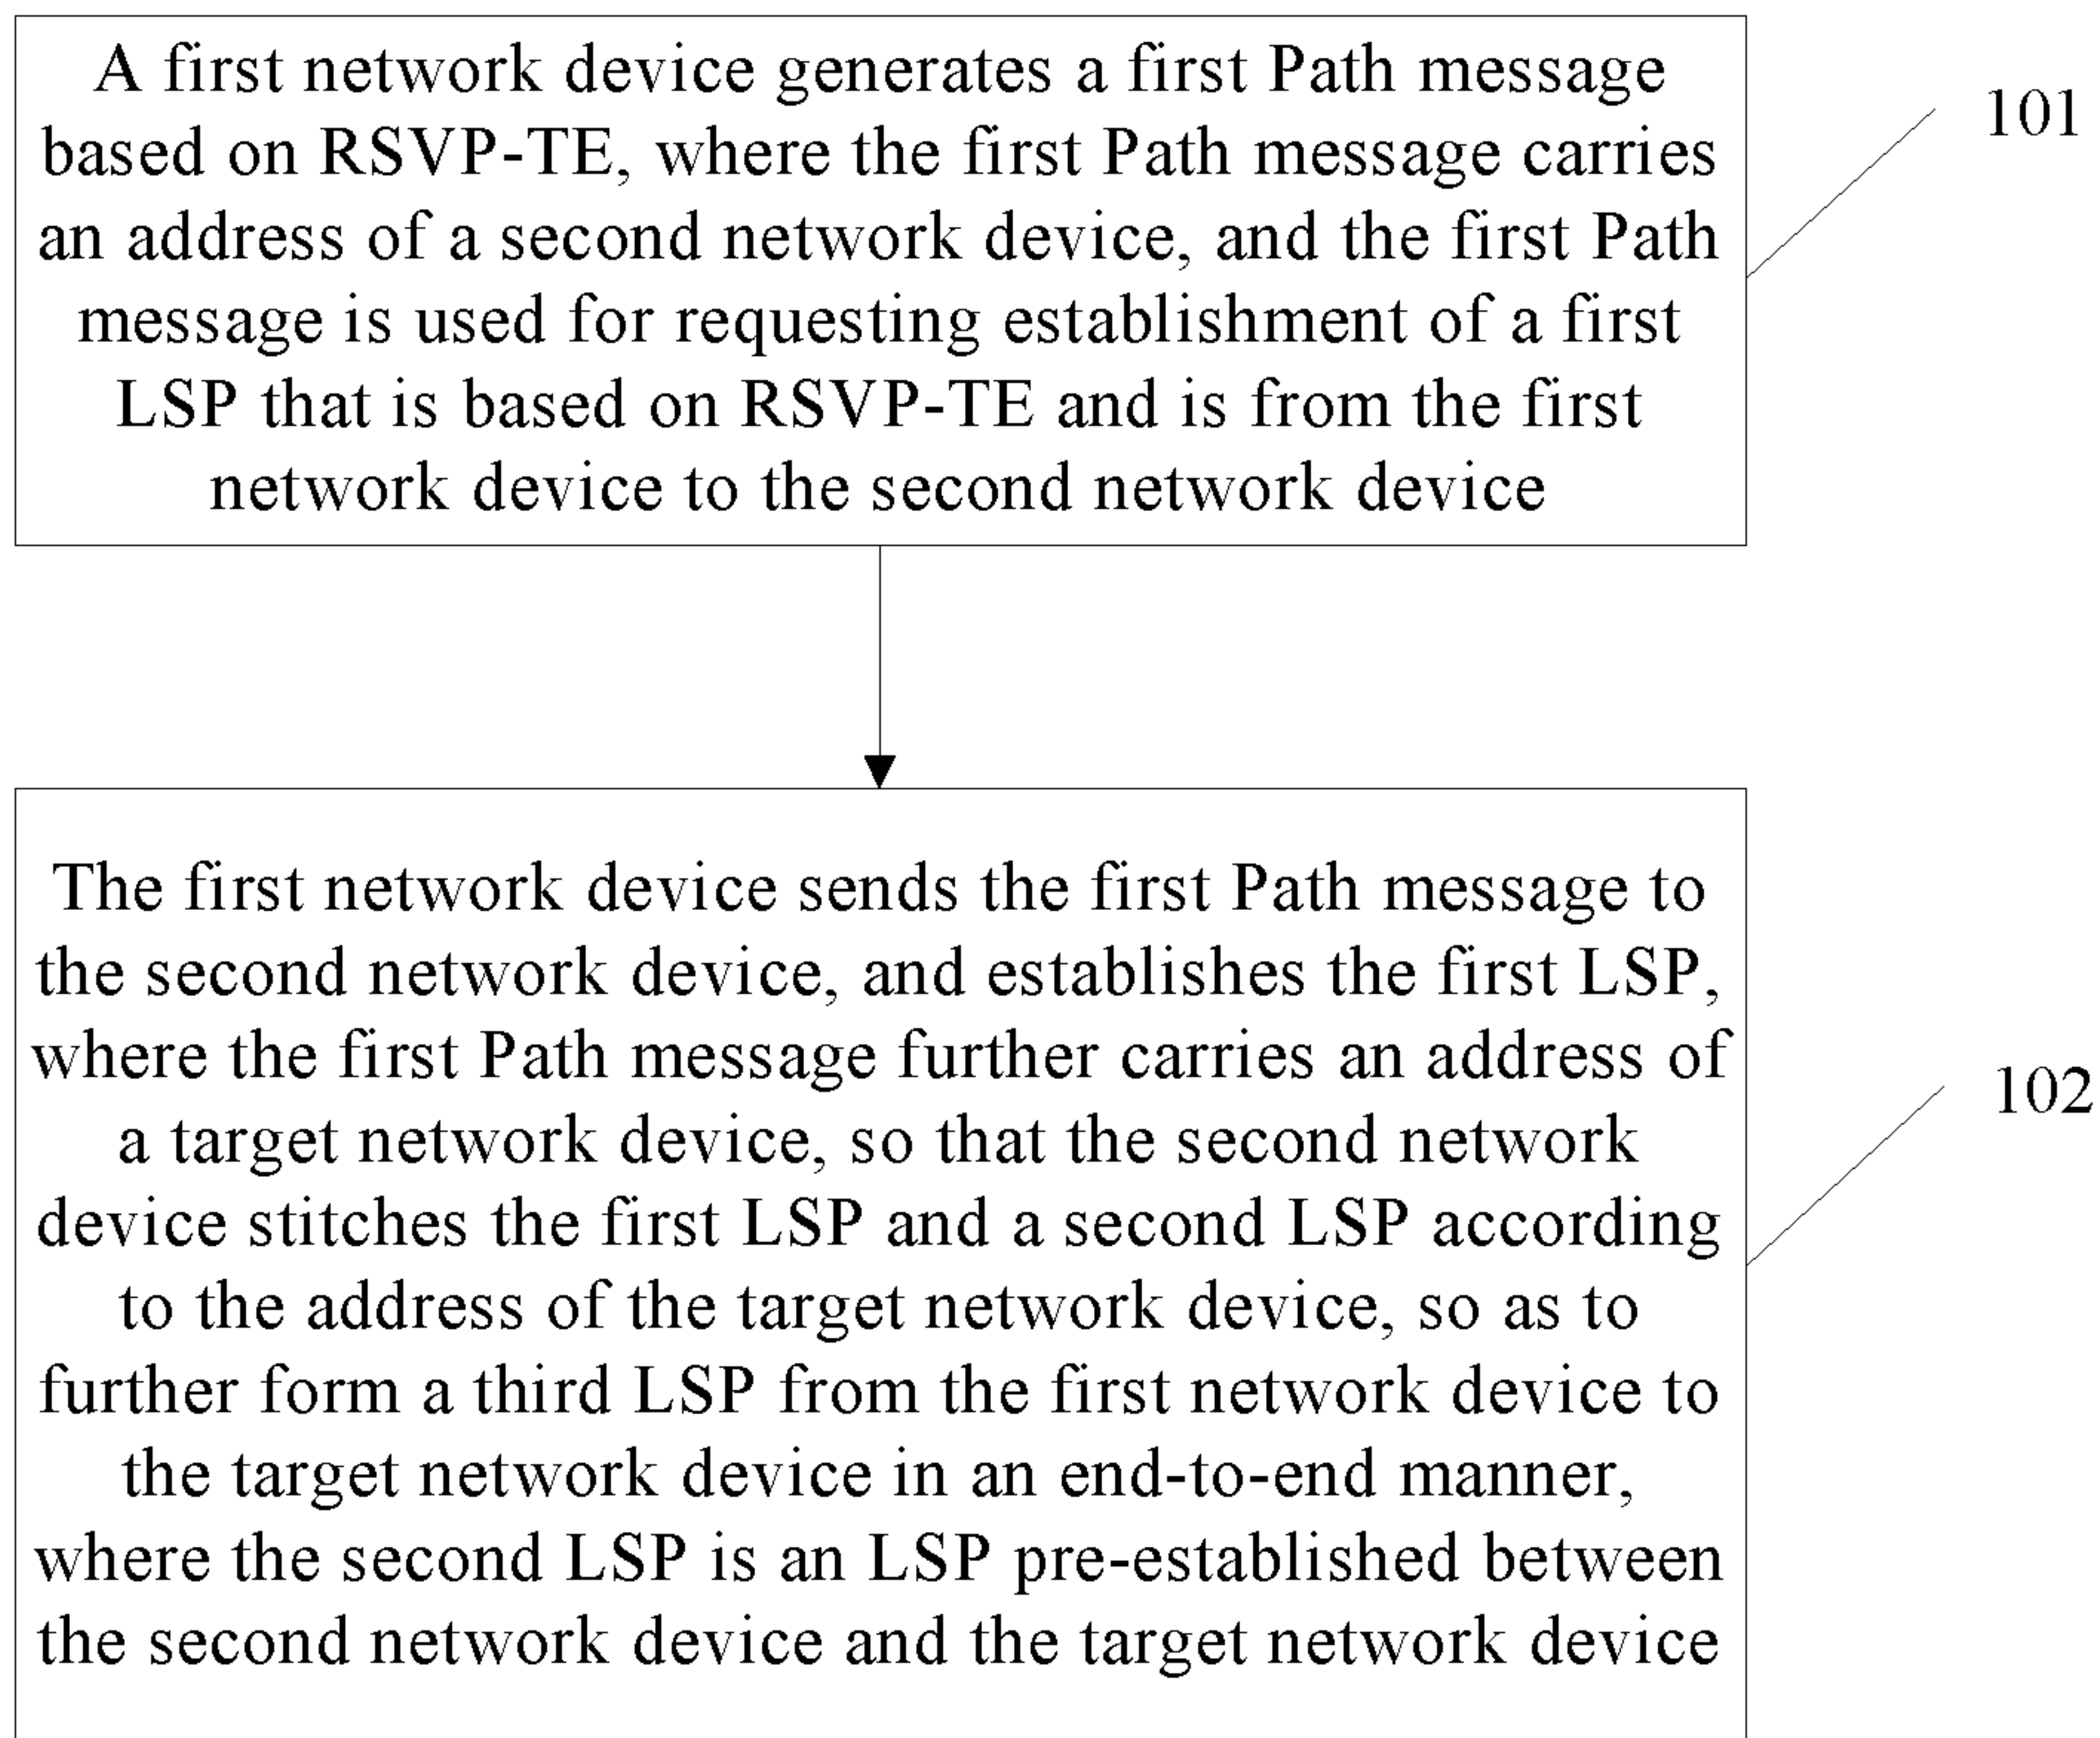 A first network device generates a first Path message
based on RSVP-TE, where the first Path message carries
an address of a second network device, and the first Path
message is used for requesting establishment of a first
LSP that is based on RSVP-TE and is from the first
network device to the second network device
101
The first network device sends the first Path message to
the second network device, and establishes the first LSP,
where the first Path message further carries an address of
a target network device, so that the second network
device stitches the first LSP and a second LSP according
to the address of the target network device, so as to
further form a third LSP from the first network device to
the target network device in an end-to-end manner,
where the second LSP is an LSP pre-established between
the second network device and the target network device
102